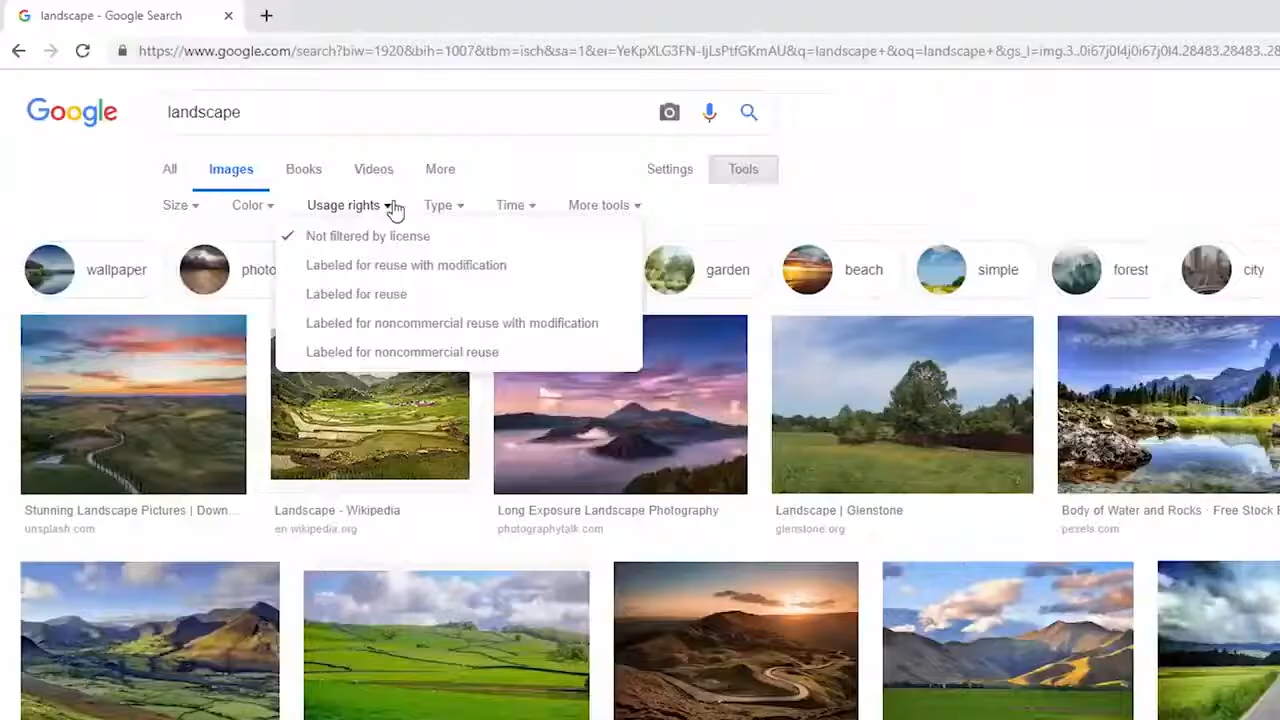 landscape - Google Search
https://www.google.com/search?biw=1920&bih=1007&tbm=isch&sa=1&ei=YeKpXLG3FN-IjLsPtfGKmAU&q=landscape+&oq=landscape+&gs_l=img.3..0i67j0l4j0i67j0l4.28483.28483..28
Google
landscape
All Images Books Videos More Settings Tools
Size Color Usage rights Type Time More tools
Not filtered by license
Labeled for reuse with modification
Labeled for reuse
Labeled for noncommercial reuse with modification
Labeled for noncommercial reuse
wallpaper photo garden beach simple forest city
Stunning Landscape Pictures | Down...
unsplash.com
Landscape - Wikipedia
en.wikipedia.org
Long Exposure Landscape Photography
photographytalk.com
Landscape | Glenstone
glenstone.org
Body of Water and Rocks · Free Stock
pexels.com